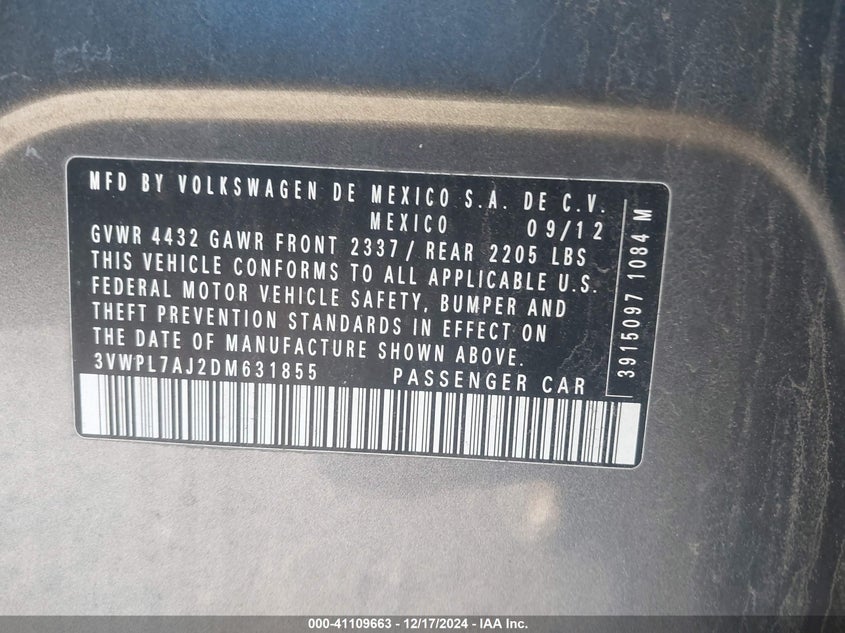 MFD BY VOLKSWAGEN DE MEXICO S.A. DE C.V.
MEXICO 09/12
GVWR 4432 GAWR FRONT 2337/ REAR 2205 LBS
THIS VEHICLE CONFORMS TO ALL APPLICABLE U.S.
FEDERAL MOTOR VEHICLE SAFETY, BUMPER AND
THEFT PREVENTION STANDARDS IN EFFECT ON
THE DATE OF MANUFACTURE SHOWN ABOVE.
3VWPL7AJ2DM631855 PASSENGER CAR
3915097 1084 M
000-41109663 - 12/17/2024 - IAA Inc.